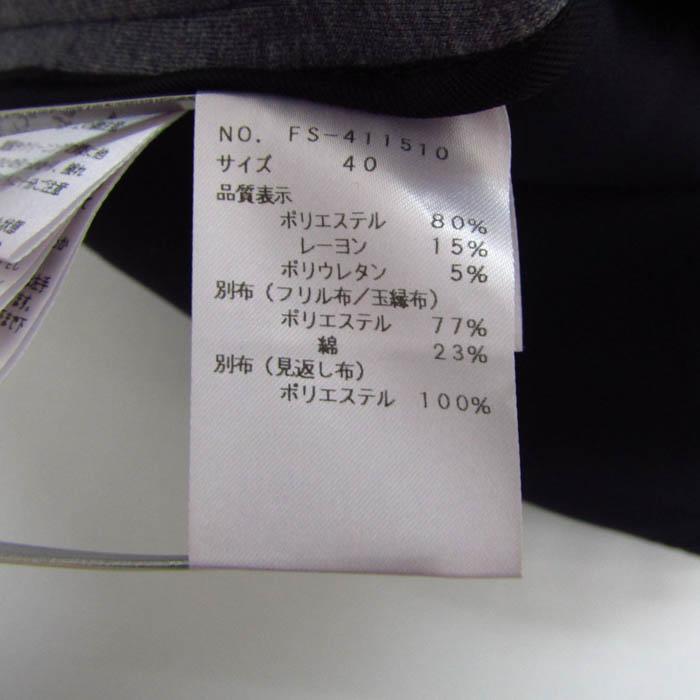 NO. FS-411510
サイズ 40
品質表示
ポリエステル 80%
レーヨン 15%
ポリウレタン 5%
別布(フリル布/玉縁布)
ポリエステル 77%
綿 23%
別布(見返し布)
ポリエステル 100%